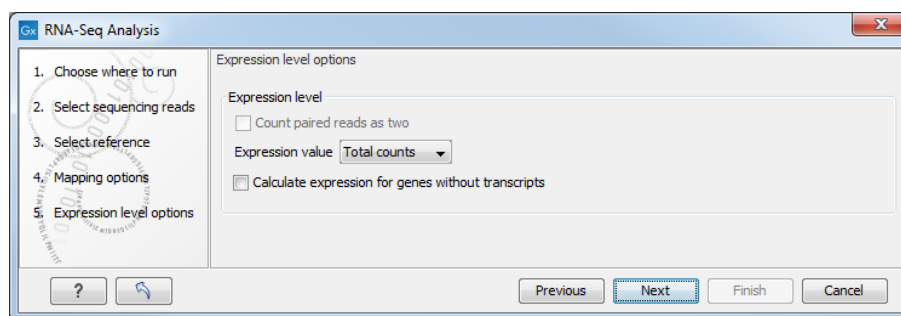 Gx RNA-Seq Analysis
1. Choose where to run
2. Select sequencing reads
3. Select reference
4. Mapping options
5. Expression level options
Expression level options
Expression level
Count paired reads as two
Expression value Total counts
Calculate expression for genes without transcripts
? Previous Next Finish Cancel